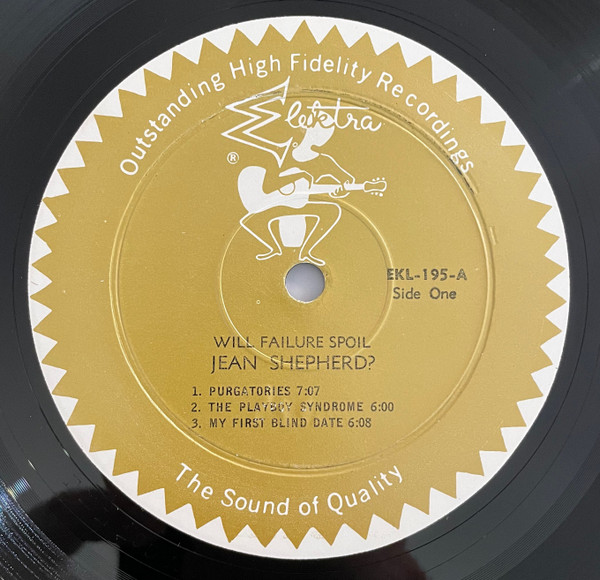 Outstanding High Fidelity Recordings
Elektra
®
EKL-195-A
Side One
WILL FAILURE SPOIL
JEAN SHEPHERD?
1. PURGATORIES 7:07
2. THE PLAYBOY SYNDROME 6:00
3. MY FIRST BLIND DATE 6:08
The Sound of Quality